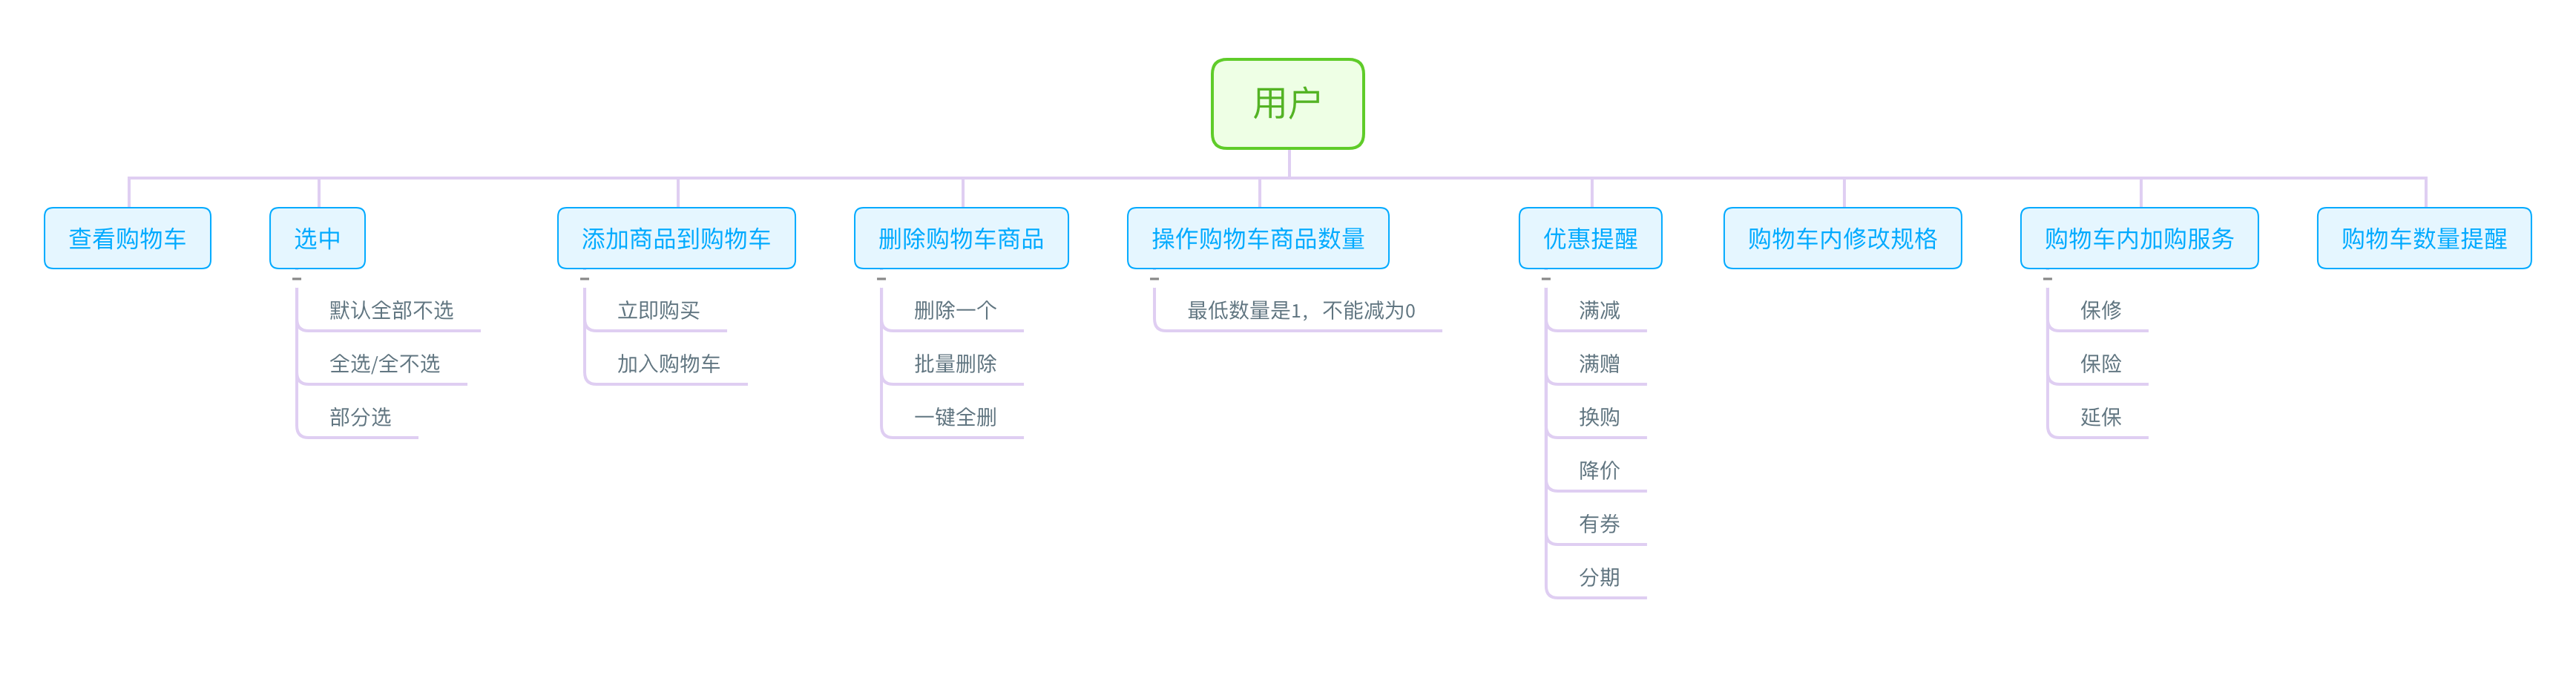 用户
查看购物车
选中
默认全部不选
全选/全不选
部分选
添加商品到购物车
立即购买
加入购物车
删除购物车商品
删除一个
批量删除
一键全删
操作购物车商品数量
最低数量是1，不能减为0
优惠提醒
满减
满赠
换购
降价
有券
分期
购物车内修改规格
购物车内加购服务
保修
保险
延保
购物车数量提醒